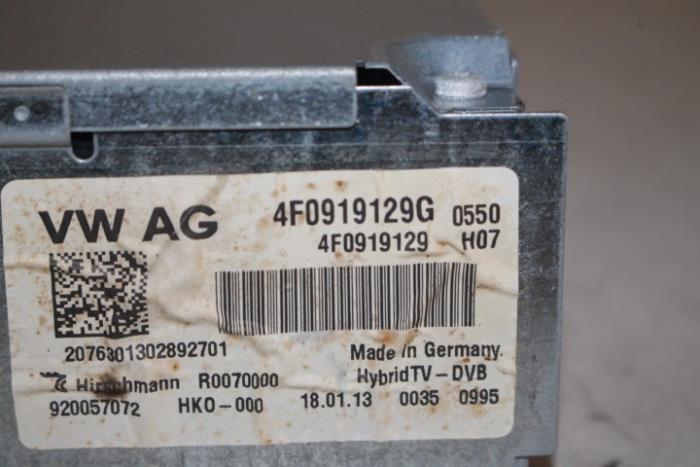 VW AG 4F0919129G 0550
4F0919129 H07
2076301302892701 Made in Germany
Hirschmann R0070000 HybridTV-DVB
920057072 HKO-000 18.01.13 0035 0995